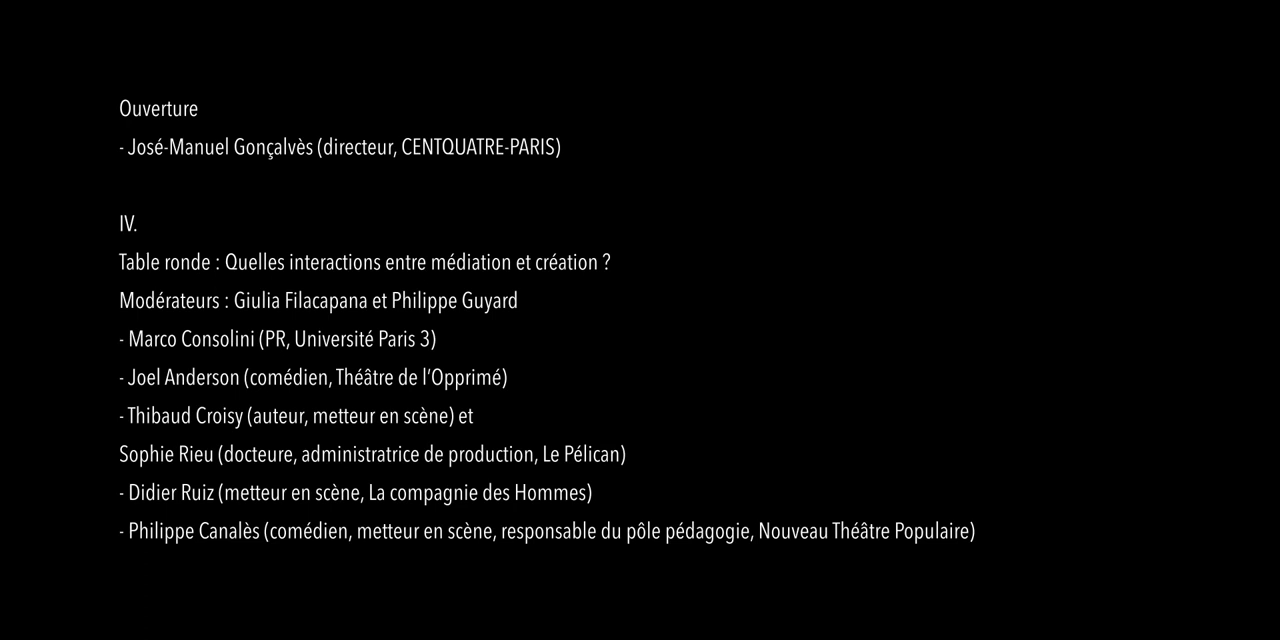 Ouverture
- José-Manuel Gonçalvès (directeur, CENTQUATRE-PARIS)
IV.
Table ronde : Quelles interactions entre médiation et création ?
Modérateurs : Giulia Filacapana et Philippe Guyard
- Marco Consolini (PR, Université Paris 3)
- Joel Anderson (comédien, Théâtre de l’Opprimé)
- Thibaud Croisy (auteur, metteur en scène) et
Sophie Rieu (docteure, administratrice de production, Le Pélican)
- Didier Ruiz (metteur en scène, La compagnie des Hommes)
- Philippe Canalès (comédien, metteur en scène, responsable du pôle pédagogie, Nouveau Théâtre Populaire)